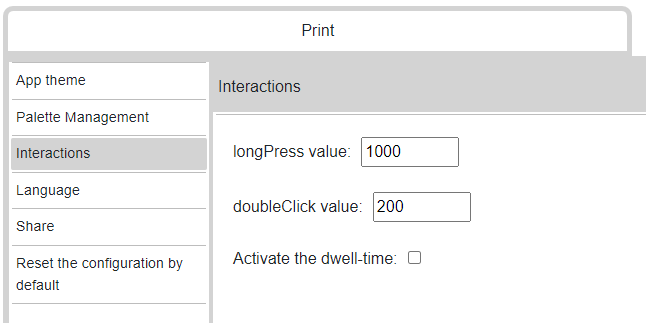 Print
App theme
Palette Management
Interactions
Language
Share
Reset the configuration by
default
Interactions
longPress value: 1000
doubleClick value: 200
Activate the dwell-time: